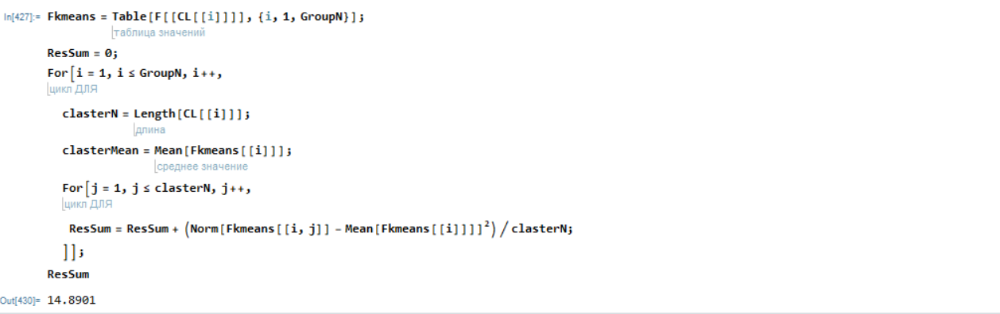 In[427]:= Fkmeans = Table[F[[CL[[i]]]], {i, 1, GroupN}];
таблица значений
ResSum = 0;
For[i = 1, i ≤ GroupN, i++,
цикл ДЛЯ
clasterN = Length[CL[[i]]];
длина
clasterMean = Mean[Fkmeans[[i]]];
среднее значение
For[j = 1, j ≤ clasterN, j++,
цикл ДЛЯ
ResSum = ResSum + (Norm[Fkmeans[[i, j]] - Mean[Fkmeans[[i]]]]²) / clasterN;
]];
ResSum
Out[430]= 14.8901